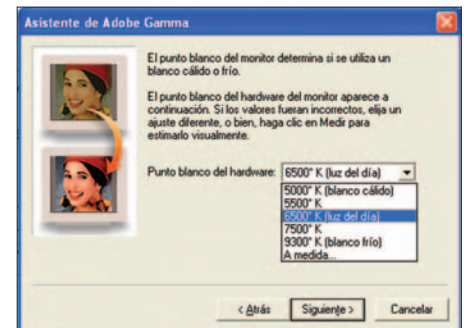 Asistente de Adobe Gamma
El punto blanco del monitor determina si se utiliza un
blanco cálido o frío.
El punto blanco del hardware del monitor aparece a
continuación. Si los valores fueran incorrectos, elija un
ajuste diferente, o bien, haga clic en Medir para
estimarlo visualmente.
Punto blanco del hardware: 6500° K (luz del día)
5000° K (blanco cálido)
5500° K
6500° K (luz del día)
7500° K
9300° K (blanco frío)
A medida...
< Atrás Siguiente > Cancelar